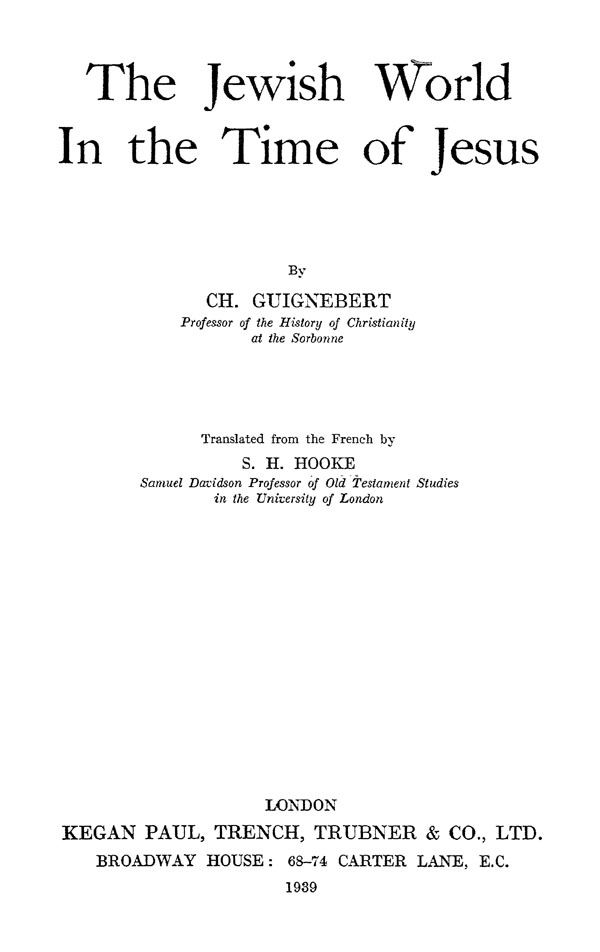 The Jewish World
In the Time of Jesus
By
CH. GUIGNEBERT
Professor of the History of Christianity
at the Sorbonne
Translated from the French by
S. H. HOOKE
Samuel Davidson Professor of Old Testament Studies
in the University of London
LONDON
KEGAN PAUL, TRENCH, TRUBNER & CO., LTD.
BROADWAY HOUSE: 68–74 CARTER LANE, E.C.
1939